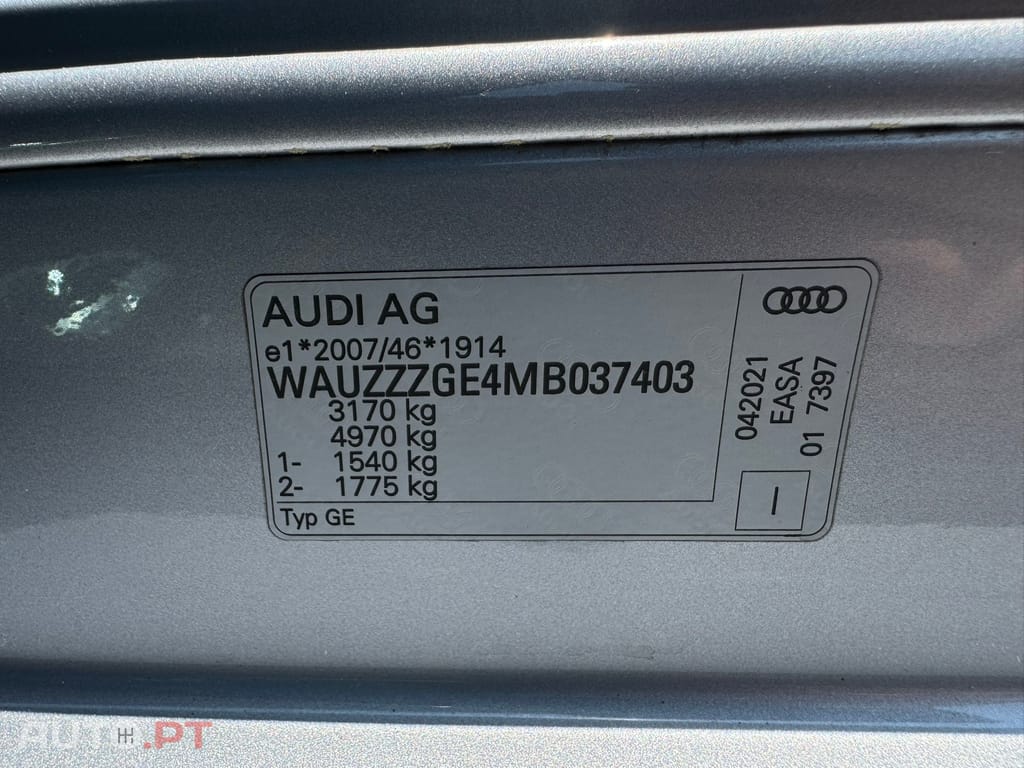 AUDI AG
e1*2007/46*1914
WAUZZZGE4MB037403
3170 kg
4970 kg
1- 1540 kg
2- 1775 kg
Typ GE
042021
EASA
01 7397
I
AUTO.PT